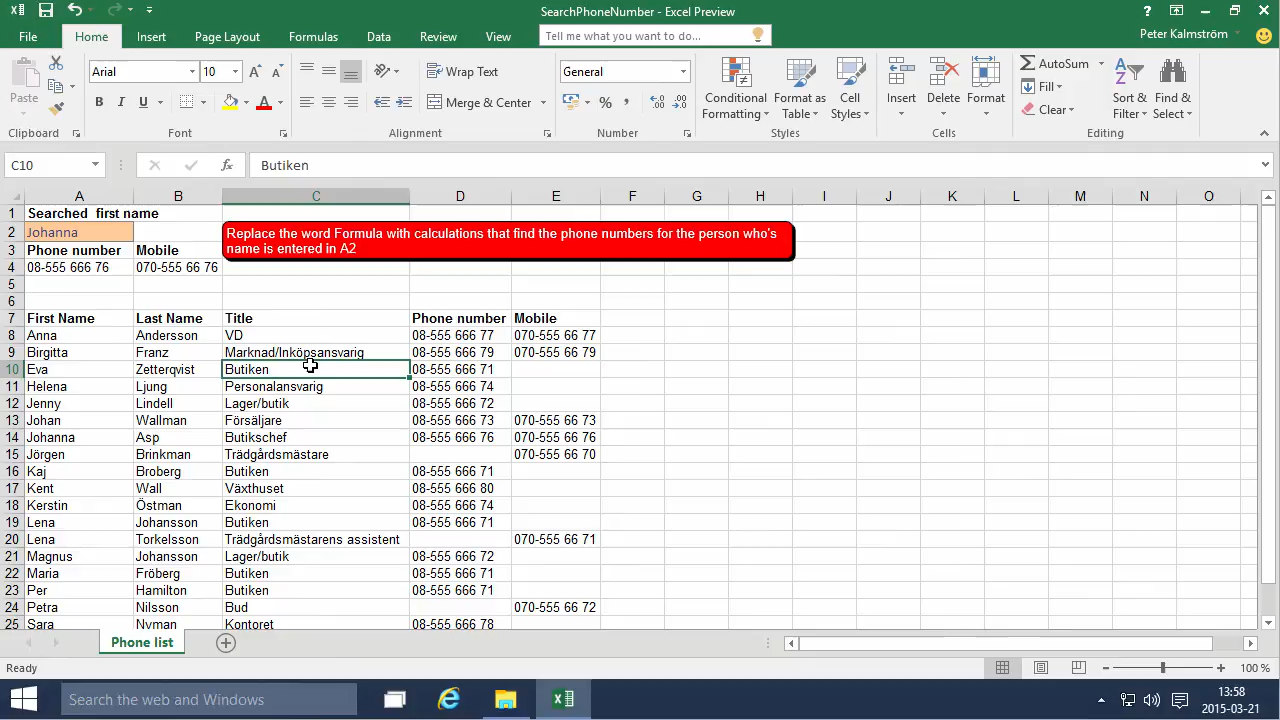 SearchPhoneNumber - Excel Preview
File Home Insert Page Layout Formulas Data Review View Tell me what you want to do... Peter Kalmström
Paste
Arial 10 A A
B I U A
Wrap Text
Merge & Center
General
% ,
Conditional Formatting
Format as Table
Cell Styles
Insert Delete Format
AutoSum
Fill
Clear
Sort & Filter
Find & Select
Clipboard Font Alignment Number Styles Cells Editing
C10 fx Butiken
A B C D E F G H I J K L M N O
1 Searched first name
2 Johanna
Replace the word Formula with calculations that find the phone numbers for the person who's
name is entered in A2
3 Phone number Mobile
4 08-555 666 76 070-555 66 76
5
6
7 First Name Last Name Title Phone number Mobile
8 Anna Andersson VD 08-555 666 77 070-555 66 77
9 Birgitta Franz Marknad/Inköpsansvarig 08-555 666 79 070-555 66 79
10 Eva Zetterqvist Butiken 08-555 666 71
11 Helena Ljung Personalansvarig 08-555 666 74
12 Jenny Lindell Lager/butik 08-555 666 72
13 Johan Wallman Försäljare 08-555 666 73 070-555 66 73
14 Johanna Asp Butikschef 08-555 666 76 070-555 66 76
15 Jörgen Brinkman Trädgårdsmästare 070-555 66 70
16 Kaj Broberg Butiken 08-555 666 71
17 Kent Wall Växthuset 08-555 666 80
18 Kerstin Östman Ekonomi 08-555 666 74
19 Lena Johansson Butiken 08-555 666 71
20 Lena Torkelsson Trädgårdsmästarens assistent 070-555 66 71
21 Magnus Johansson Lager/butik 08-555 666 72
22 Maria Fröberg Butiken 08-555 666 71
23 Per Hamilton Butiken 08-555 666 71
24 Petra Nilsson Bud 070-555 66 72
25 Sara Nyman Kontoret 08-555 666 78
Phone list
Ready 100 %
Search the web and Windows
13:58
2015-03-21